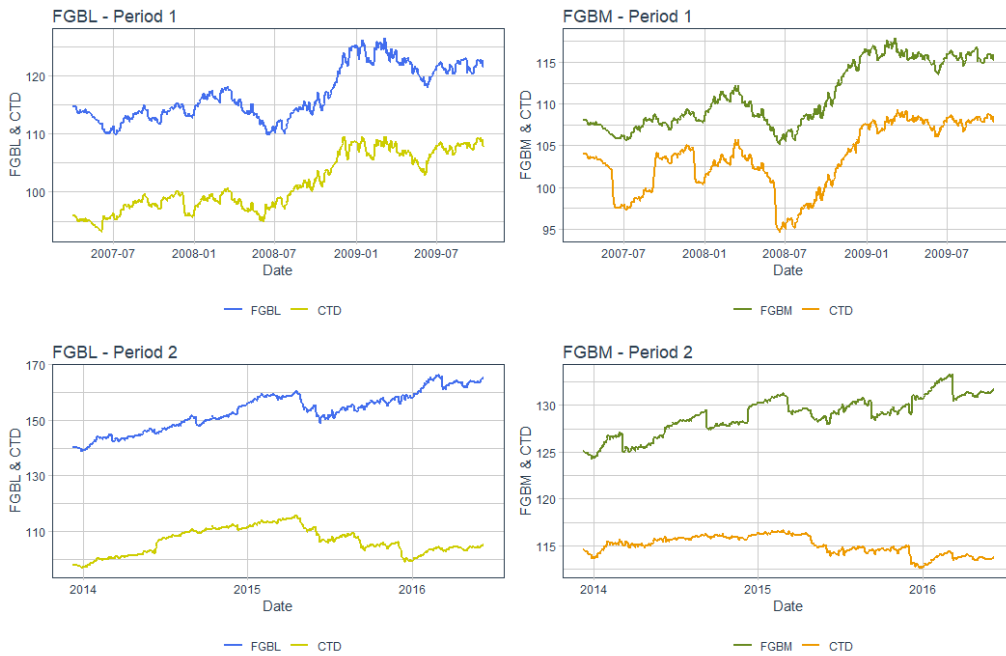 FGBL - Period 1
FGBL & CTD
120
110
100
2007-07 2008-01 2008-07 2009-01 2009-07
Date
FGBL CTD
FGBM - Period 1
FGBM & CTD
115
110
105
100
95
2007-07 2008-01 2008-07 2009-01 2009-07
Date
FGBM CTD
FGBL - Period 2
FGBL & CTD
170
150
130
110
2014 2015 2016
Date
FGBL CTD
FGBM - Period 2
FGBM & CTD
130
125
120
115
2014 2015 2016
Date
FGBM CTD